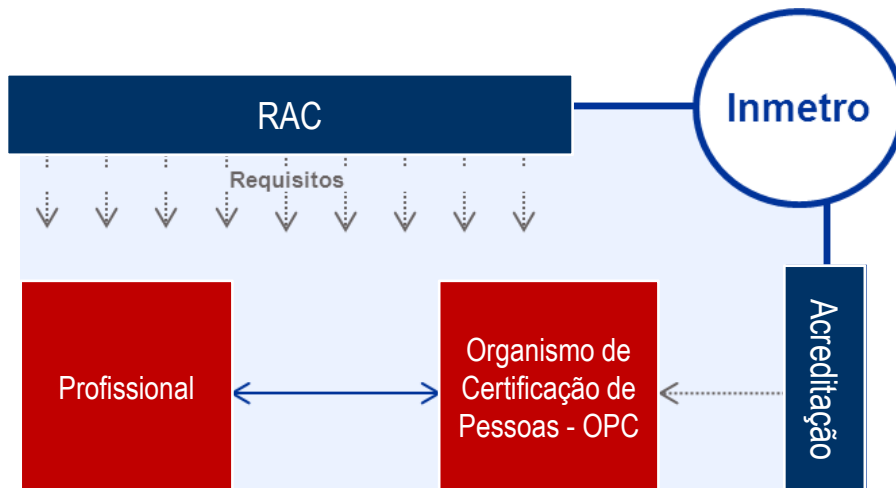 RAC
Inmetro
Requisitos
Profissional
Organismo de
Certificação de
Pessoas - OPC
Acreditação